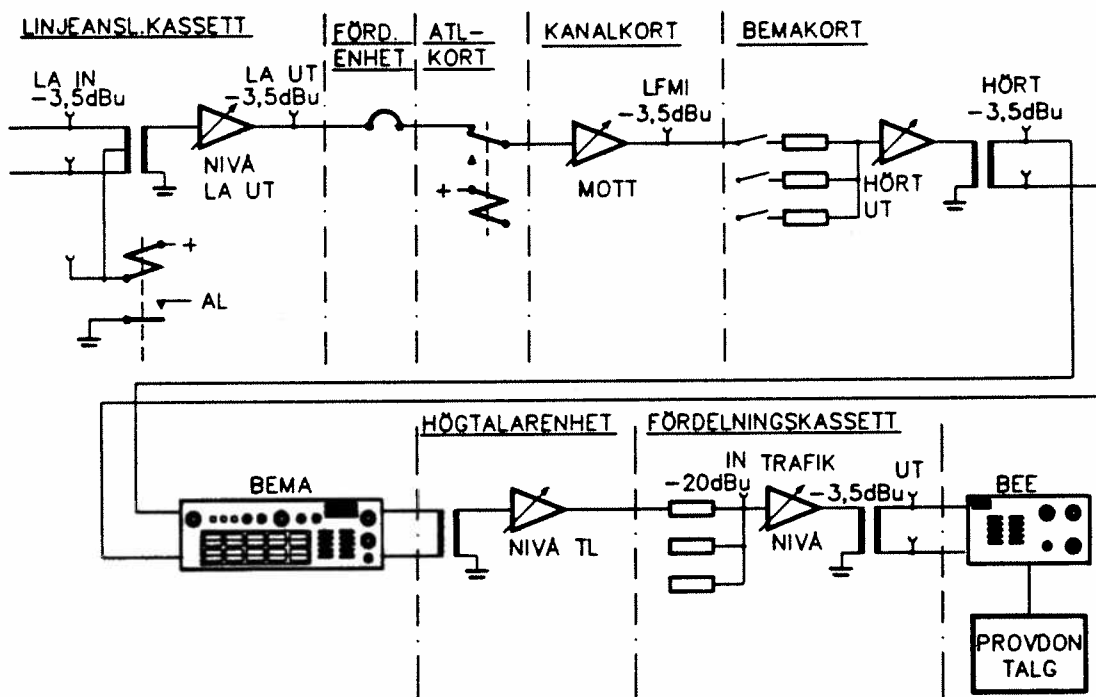 LINJEANSL.KASSETT
FÖRD.
ENHET
ATL-
KORT
KANALKORT
BEMAKORT
LA IN
-3,5dBu
LA UT
-3,5dBu
LFMI
-3,5dBu
HÖRT
-3,5dBu
NIVÅ
LA UT
+
MOTT
HÖRT
UT
+
AL
HÖGTALARENHET
FÖRDELNINGSKASSETT
BEMA
IN
-20dBu
TRAFIK
-3,5dBu
UT
BEE
NIVÅ TL
NIVÅ
PROVDON
TALG